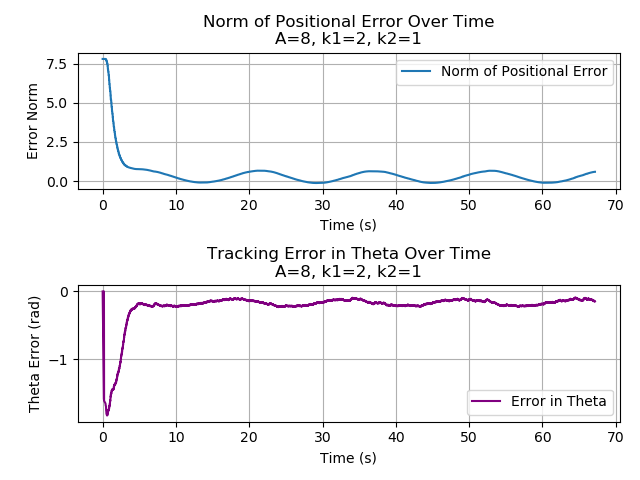 Norm of Positional Error Over Time
A=8, k1=2, k2=1
Error Norm
7.5
5.0
2.5
0.0
Norm of Positional Error
0 10 20 30 40 50 60 70
Time (s)
Tracking Error in Theta Over Time
A=8, k1=2, k2=1
Theta Error (rad)
0
−1
Error in Theta
0 10 20 30 40 50 60 70
Time (s)